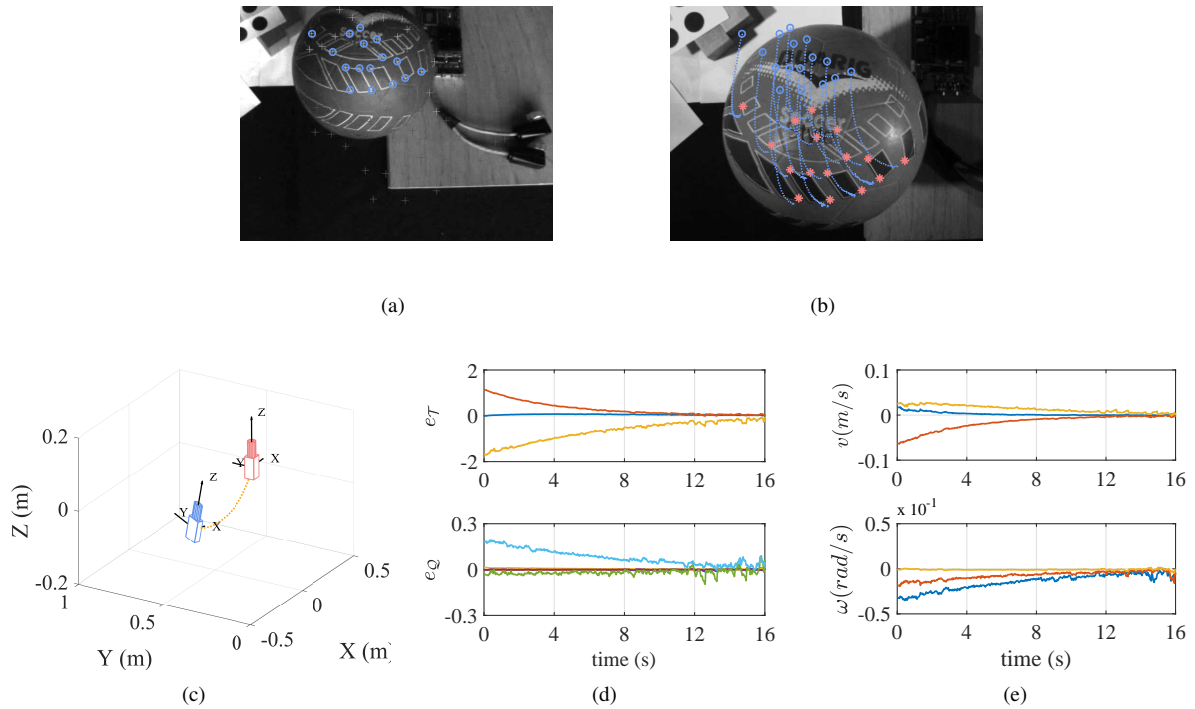 (a)
(b)
0.2
0
-0.2
Z (m)
1
0.5
0
Y (m)
-0.5
0
0.5
X (m)
Z
Y
X
Z
Y
X
(c)
2
0
-2
e𝒯
0 4 8 12 16
0.3
0
-0.3
e𝒬
0 4 8 12 16
time (s)
(d)
0.1
0
-0.1
v(m/s)
0 4 8 12 16
x 10⁻¹
0.5
0
-0.5
ω(rad/s)
0 4 8 12 16
time (s)
(e)